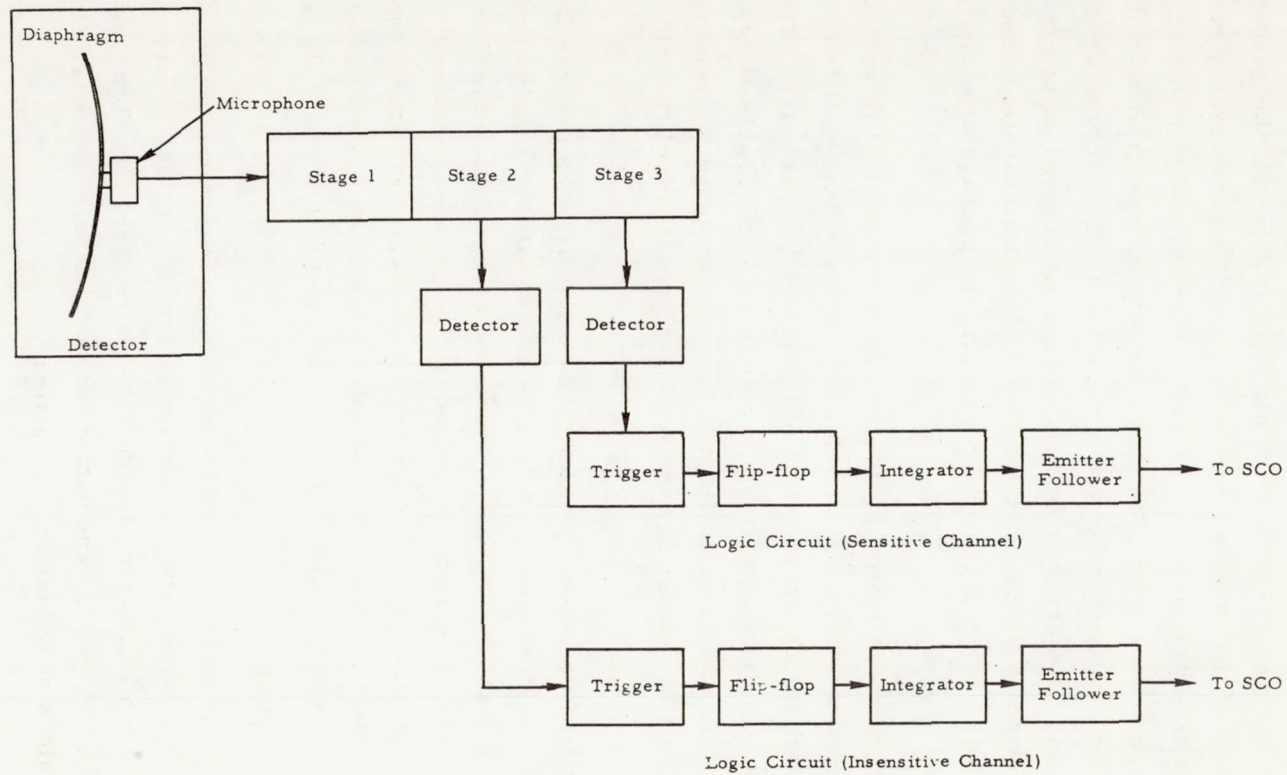 Diaphragm
Microphone
Detector
Stage 1
Stage 2
Stage 3
Detector
Detector
Trigger
Flip-flop
Integrator
Emitter
Follower
To SCO
Logic Circuit (Sensitive Channel)
Trigger
Flip-flop
Integrator
Emitter
Follower
To SCO
Logic Circuit (Insensitive Channel)